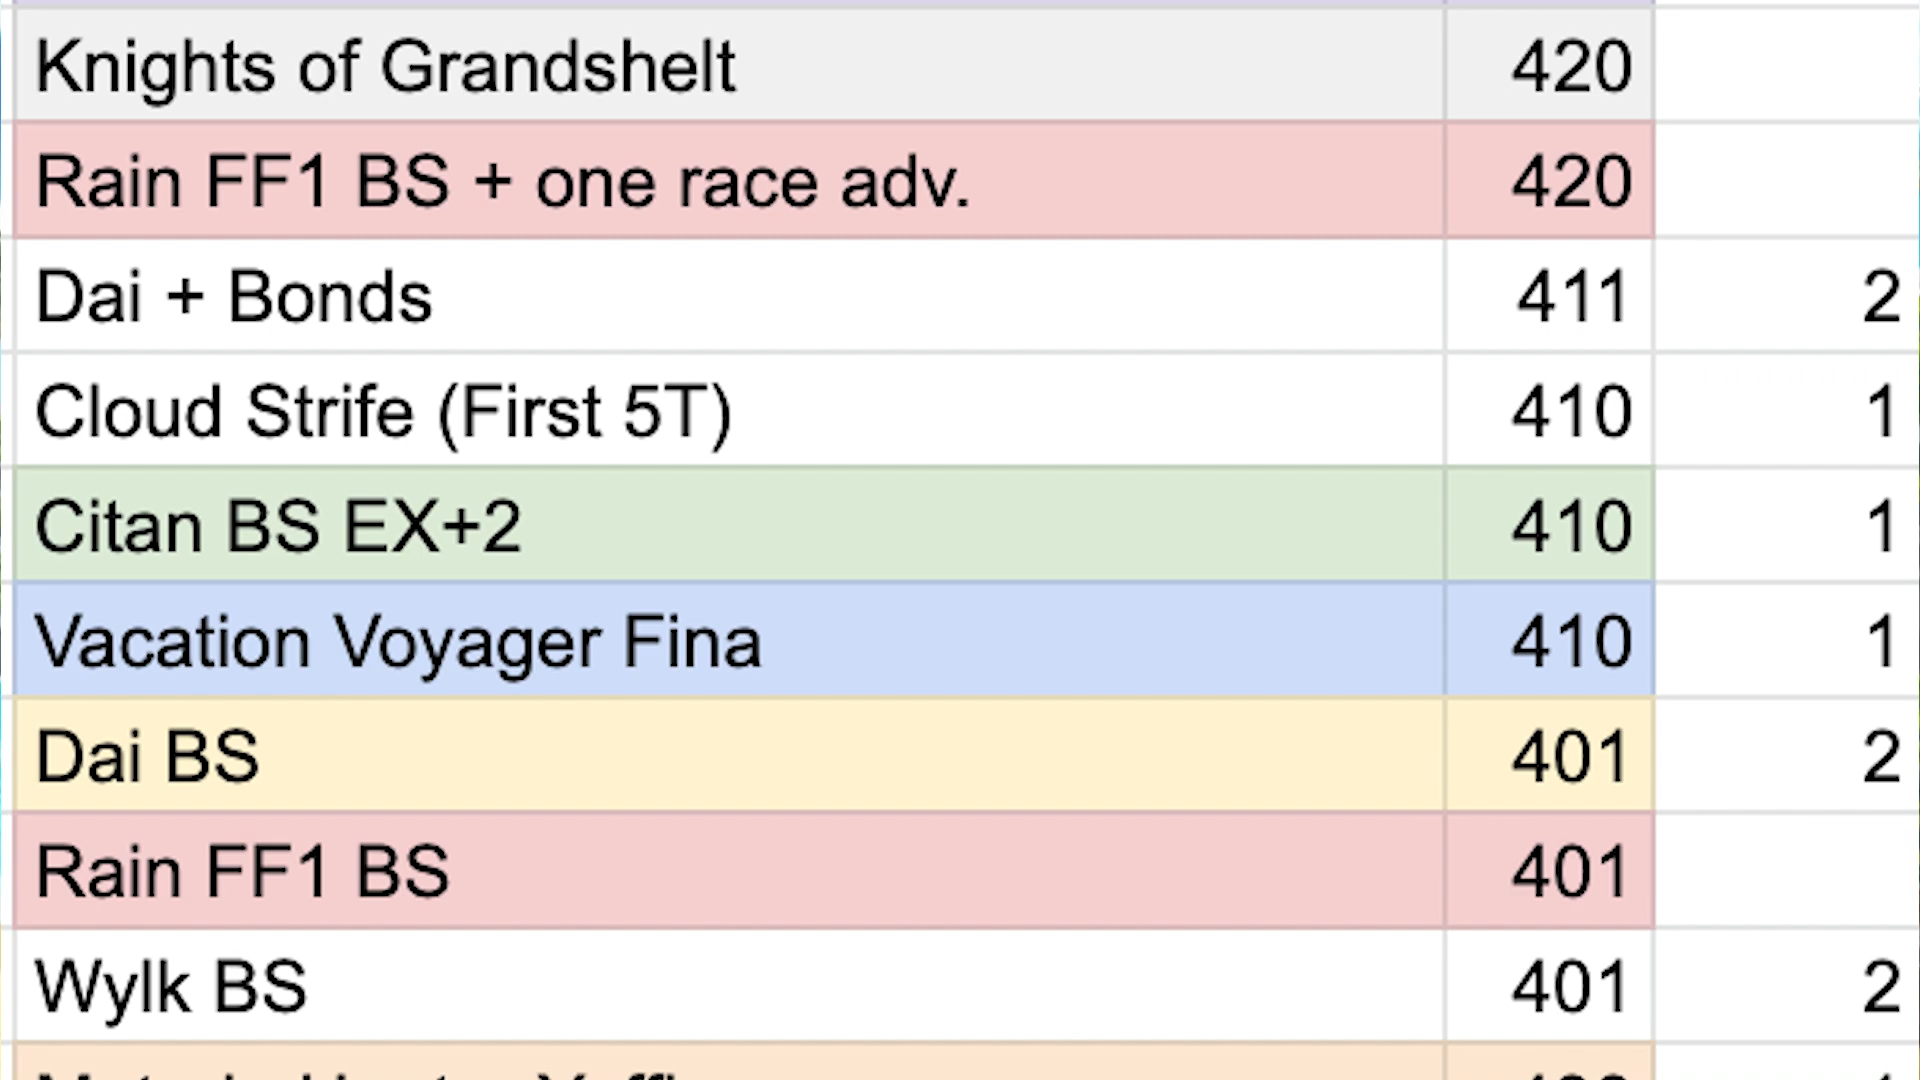 Knights of Grandshelt 420
Rain FF1 BS + one race adv. 420
Dai + Bonds 411 2
Cloud Strife (First 5T) 410 1
Citan BS EX+2 410 1
Vacation Voyager Fina 410 1
Dai BS 401 2
Rain FF1 BS 401
Wylk BS 401 2